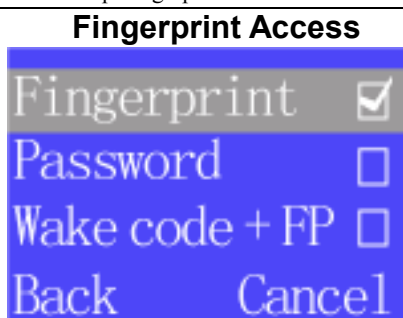 Fingerprint Access
Fingerprint
Password
Wake code + FP
Back Cancel